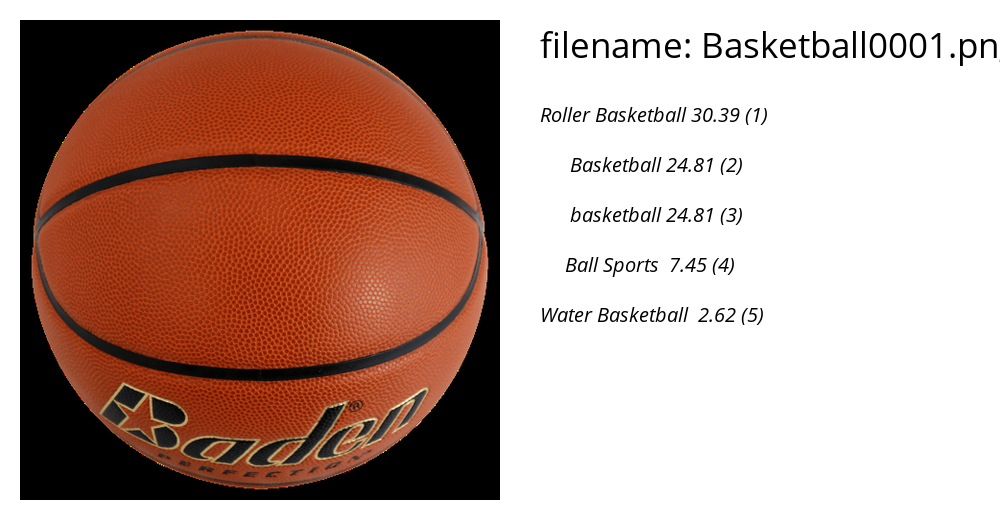 filename: Basketball0001.pn
Roller Basketball 30.39 (1)
Basketball 24.81 (2)
basketball 24.81 (3)
Ball Sports 7.45 (4)
Water Basketball 2.62 (5)
Baden®
PERFECTION